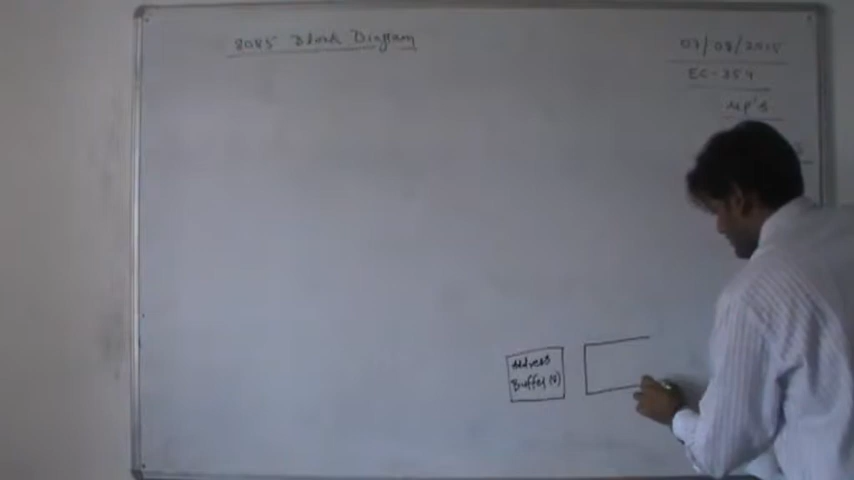 8085 Block Diagram
07/08/2015
EC-354
MP's
Address
Buffer (8)